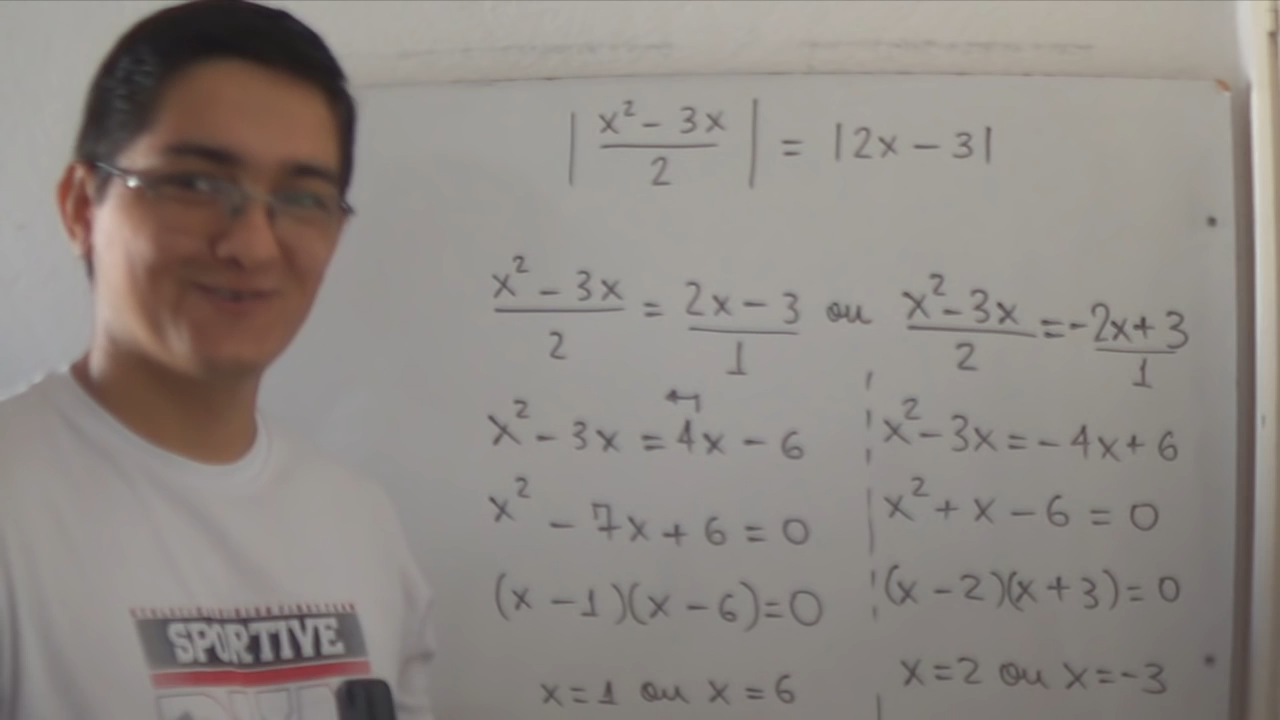 | x² - 3x / 2 | = |2x - 3|
x² - 3x / 2 = 2x - 3 / 1 ou x² - 3x / 2 = -2x + 3 / 1
x² - 3x = 4x - 6
x² - 3x = -4x + 6
x² - 7x + 6 = 0
x² + x - 6 = 0
(x - 1)(x - 6) = 0
(x - 2)(x + 3) = 0
x = 1 ou x = 6
x = 2 ou x = -3
SPORTIVE